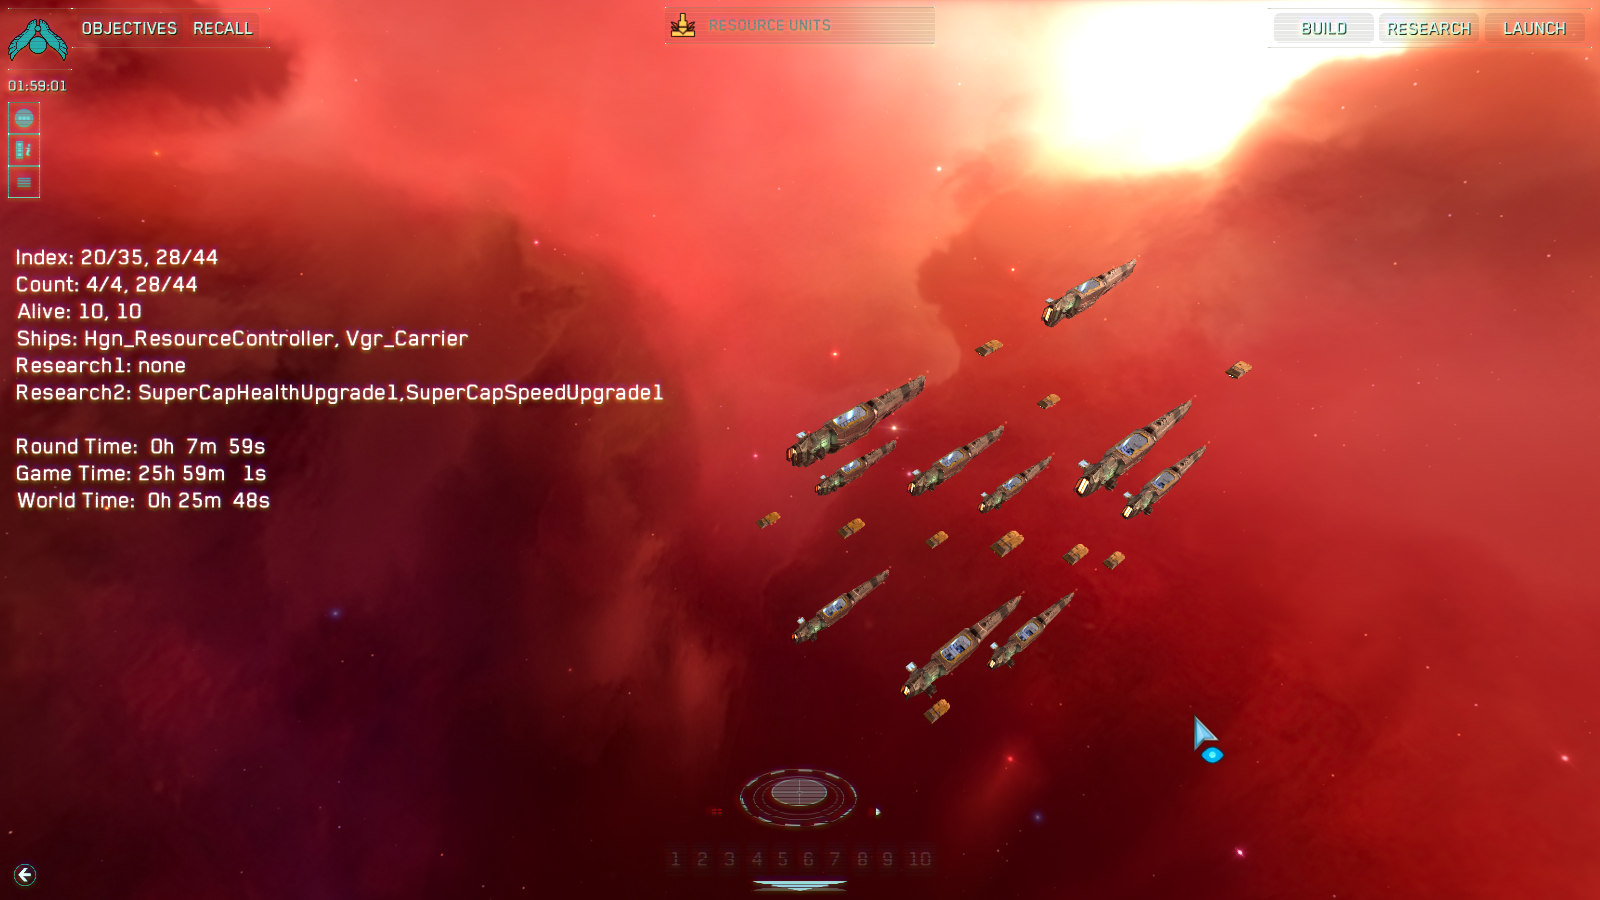 OBJECTIVES RECALL
RESOURCE UNITS
BUILD RESEARCH LAUNCH
01:59:01
Index: 20/35, 28/44
Count: 4/4, 28/44
Alive: 10, 10
Ships: Hgn_ResourceController, Vgr_Carrier
Research1: none
Research2: SuperCapHealthUpgrade1,SuperCapSpeedUpgrade1
Round Time: 0h 7m 59s
Game Time: 25h 59m 1s
World Time: 0h 25m 48s
1 2 3 4 5 6 7 8 9 10